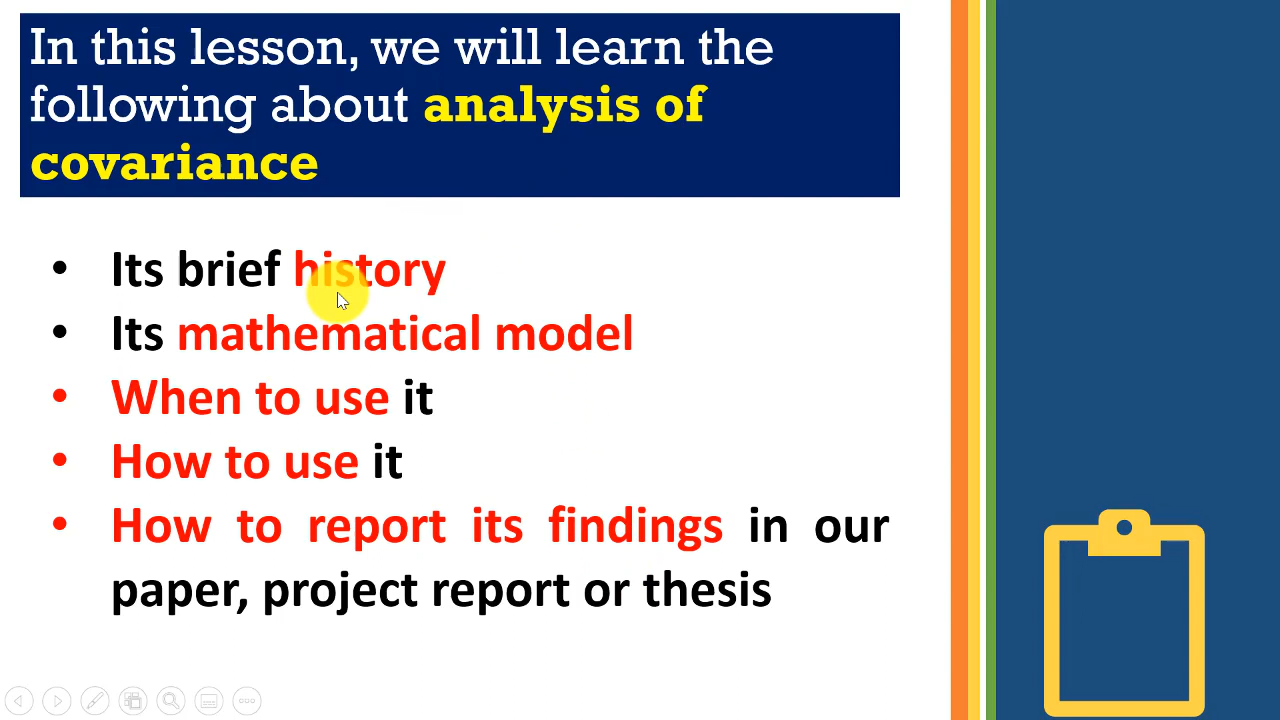 In this lesson, we will learn the
following about analysis of
covariance
• Its brief history
• Its mathematical model
• When to use it
• How to use it
• How to report its findings in our
paper, project report or thesis